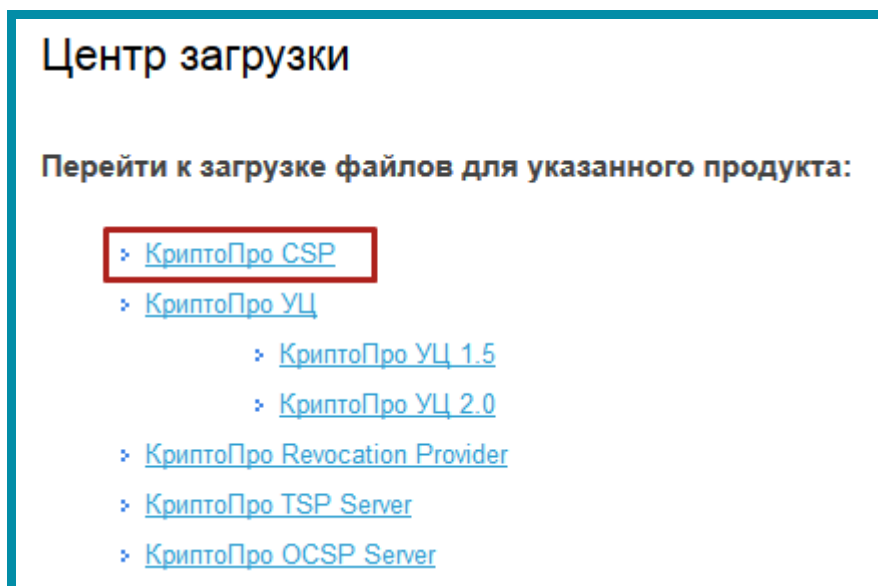 Центр загрузки
Перейти к загрузке файлов для указанного продукта:
КриптоПро CSP
КриптоПро УЦ
КриптоПро УЦ 1.5
КриптоПро УЦ 2.0
КриптоПро Revocation Provider
КриптоПро TSP Server
КриптоПро OCSP Server